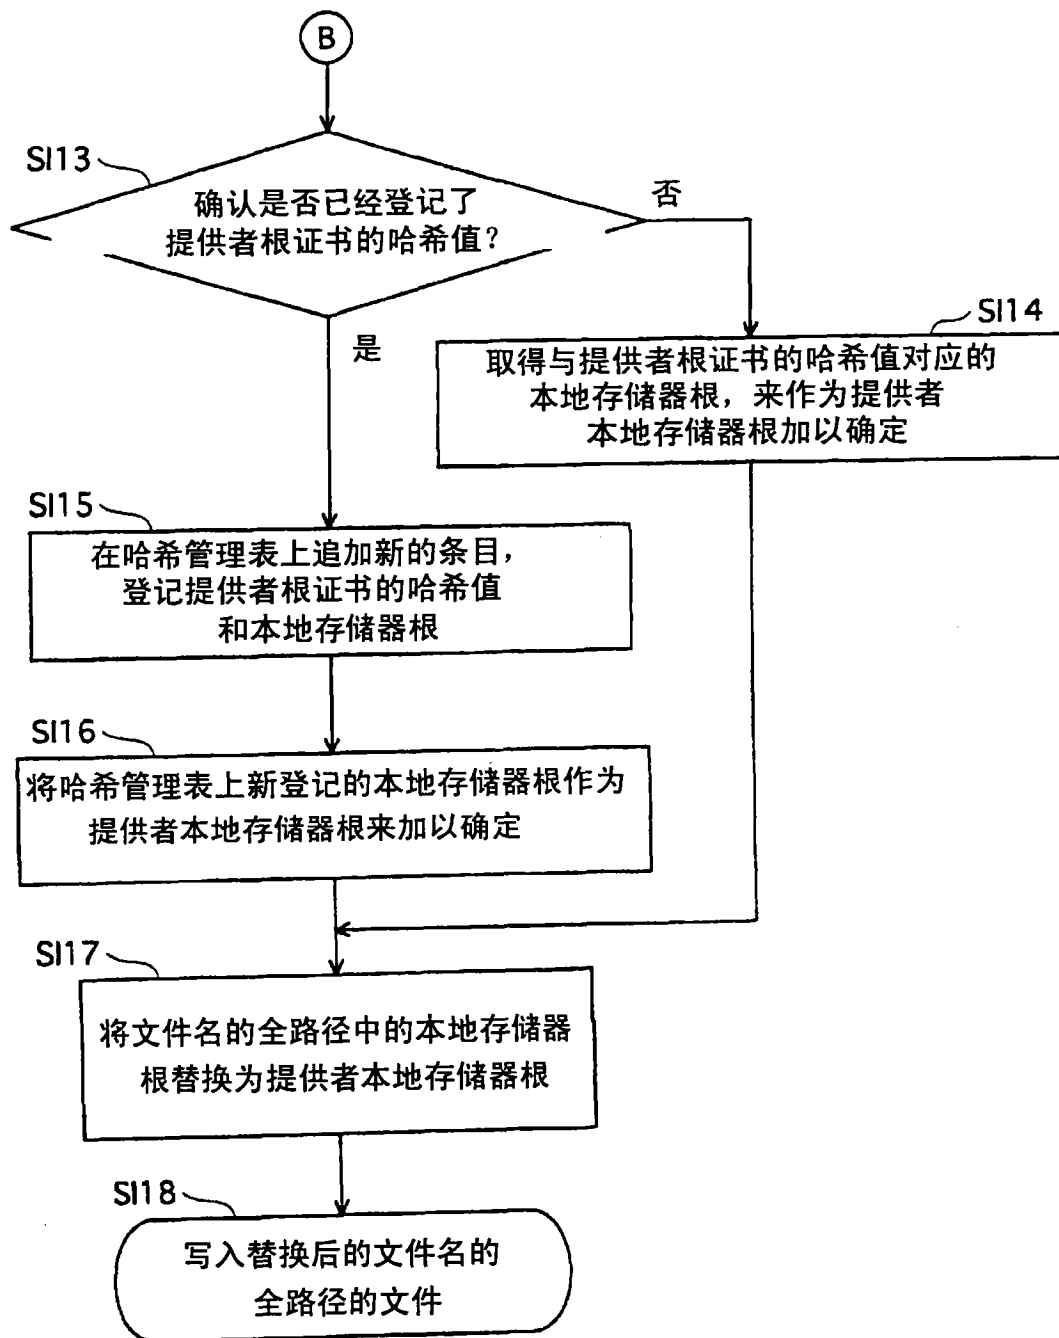 B
SI13
确认是否已经登记了
提供者根证书的哈希值？
否
是
SI14
取得与提供者根证书的哈希值对应的
本地存储器根，来作为提供者
本地存储器根加以确定
SI15
在哈希管理表上追加新的条目，
登记提供者根证书的哈希值
和本地存储器根
SI16
将哈希管理表上新登记的本地存储器根作为
提供者本地存储器根来加以确定
SI17
将文件名的全路径中的本地存储器
根替换为提供者本地存储器根
SI18
写入替换后的文件名的
全路径的文件